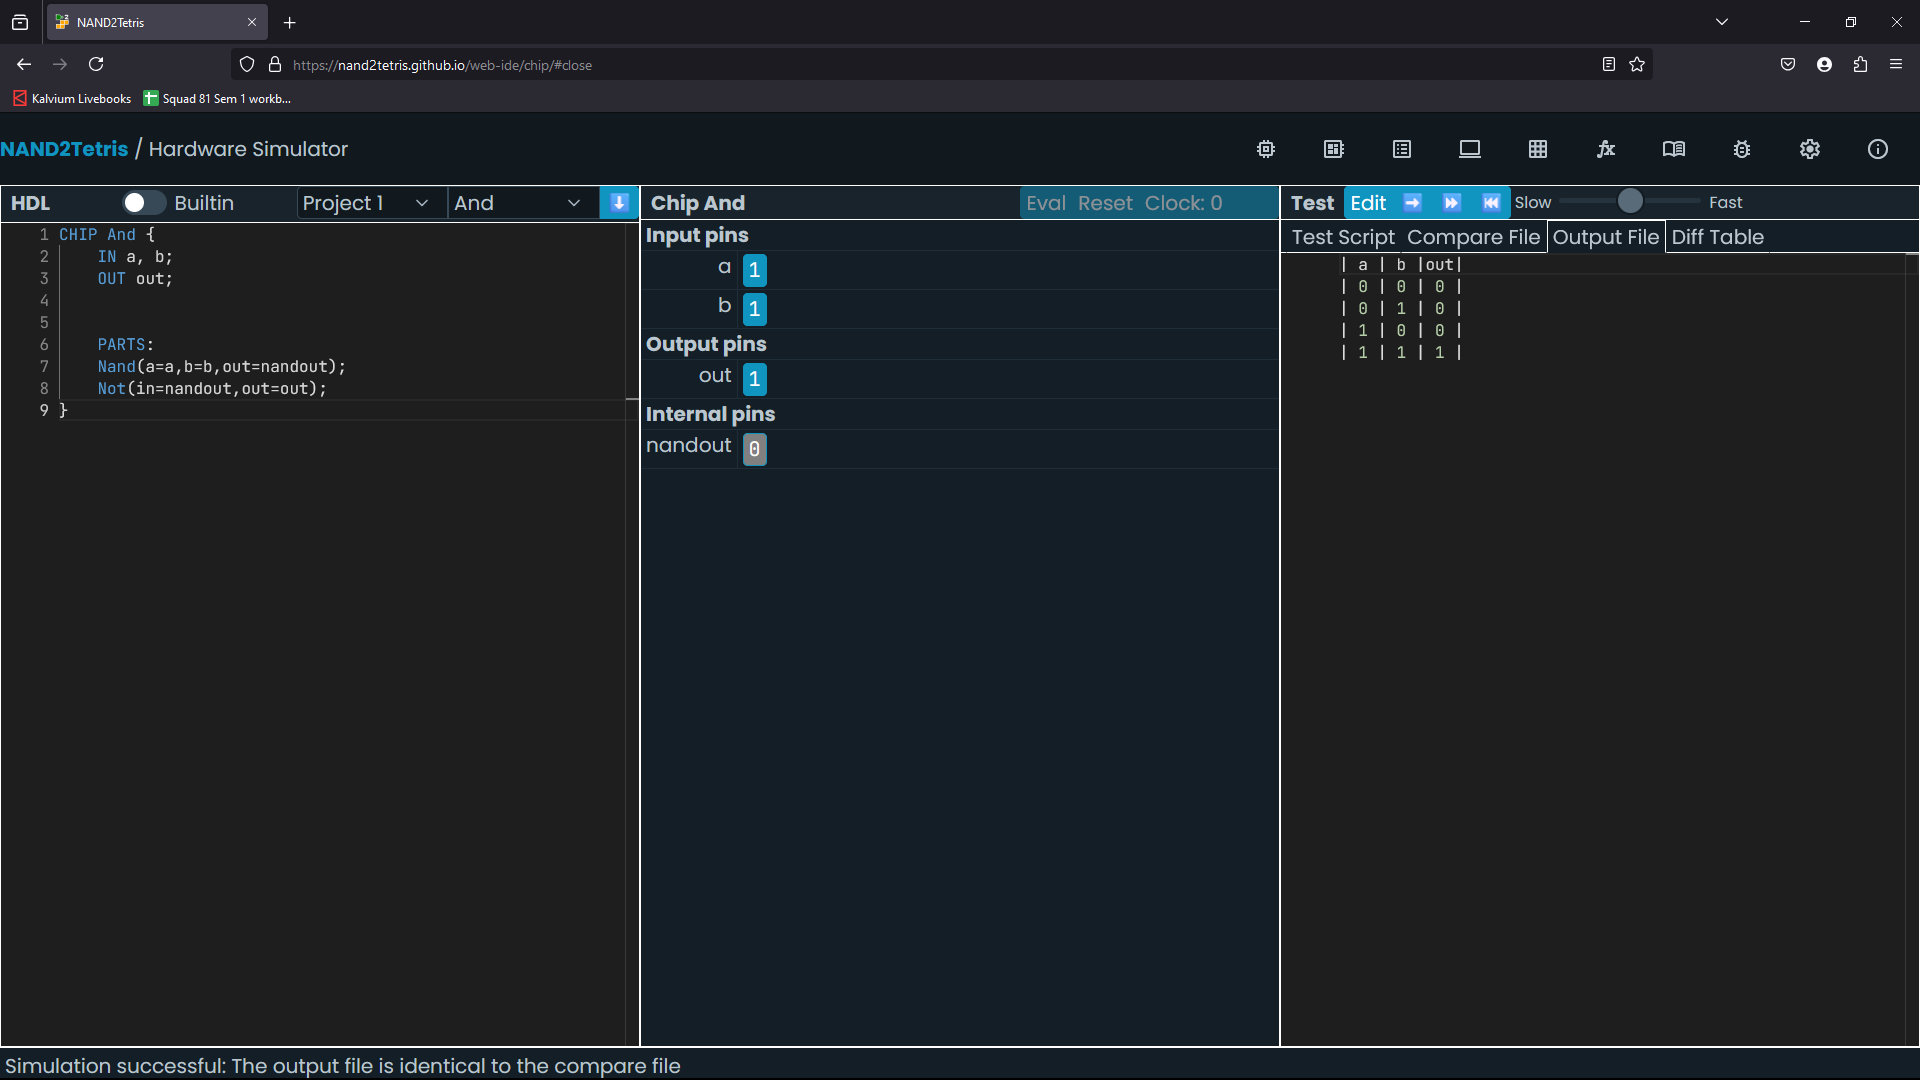 NAND2Tetris
https://nand2tetris.github.io/web-ide/chip/#close
Kalvium Livebooks
Squad 81 Sem 1 workb...
NAND2Tetris / Hardware Simulator
HDL Builtin Project 1 And
1 CHIP And {
2 IN a, b;
3 OUT out;
4
5
6 PARTS:
7 Nand(a=a,b=b,out=nandout);
8 Not(in=nandout,out=out);
9 }
Chip And Eval Reset Clock: 0
Input pins
a 1
b 1
Output pins
out 1
Internal pins
nandout 0
Test Edit Slow Fast
Test Script Compare File Output File Diff Table
| a | b |out|
| 0 | 0 | 0 |
| 0 | 1 | 0 |
| 1 | 0 | 0 |
| 1 | 1 | 1 |
Simulation successful: The output file is identical to the compare file